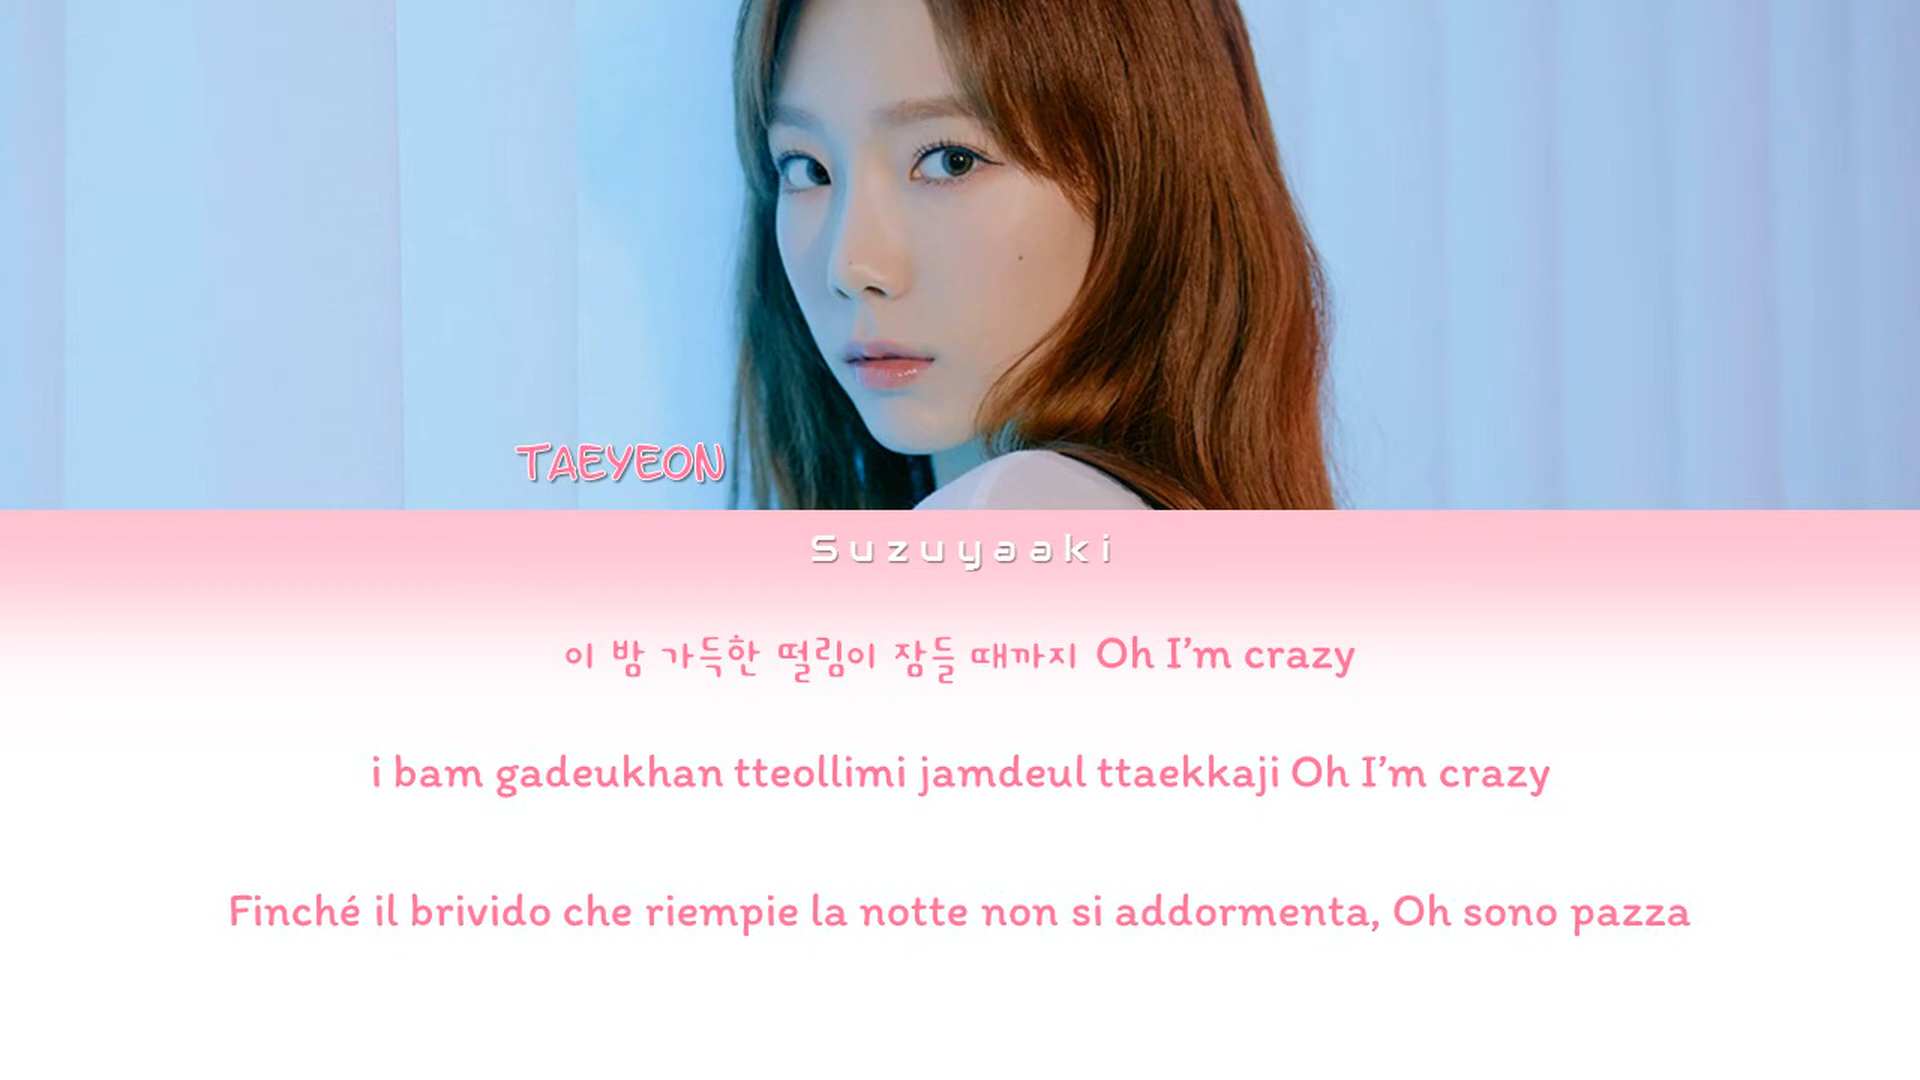 TAEYEON
Suzuyaaki
이 밤 가득한 떨림이 잠들 때까지 Oh I’m crazy
i bam gadeukhan tteollimi jamdeul ttaekkaji Oh I’m crazy
Finché il brivido che riempie la notte non si addormenta, Oh sono pazza